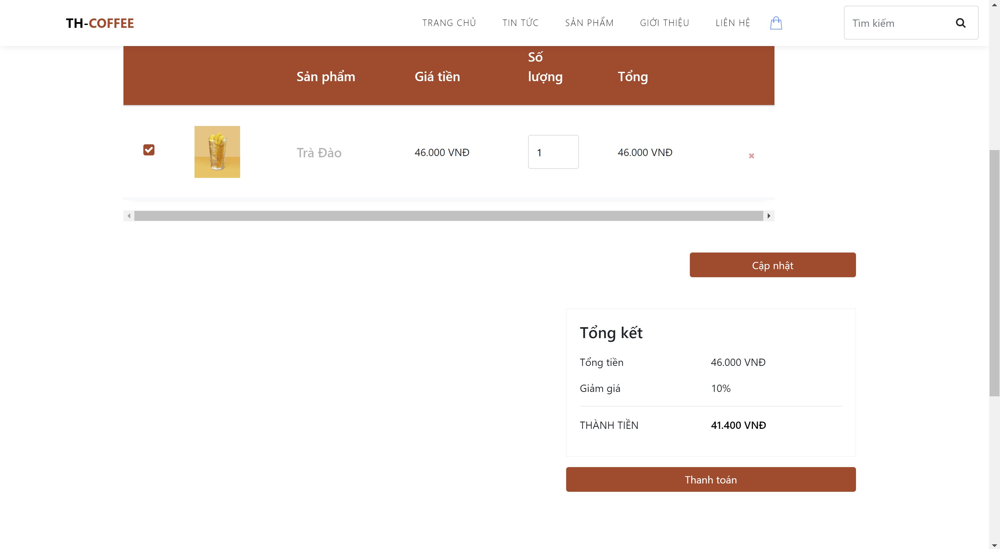 TH-COFFEE
TRANG CHỦ
TIN TỨC
SẢN PHẨM
GIỚI THIỆU
LIÊN HỆ
Tìm kiếm
Sản phẩm
Giá tiền
Số
lượng
Tổng
Trà Đào
46.000 VNĐ
1
46.000 VNĐ
Cập nhật
Tổng kết
Tổng tiền 46.000 VNĐ
Giảm giá 10%
THÀNH TIỀN 41.400 VNĐ
Thanh toán